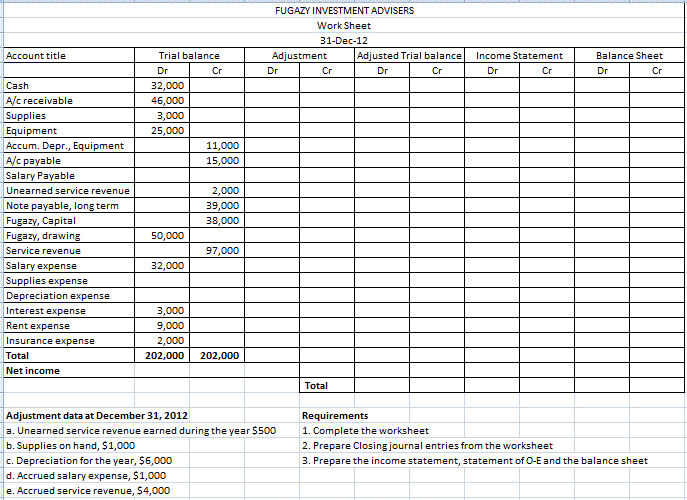 FUGAZY INVESTMENT ADVISERS
Work Sheet
31-Dec-12
Account title Trial balance Adjustment Adjusted Trial balance Income Statement Balance Sheet
Dr Cr Dr Cr Dr Cr Dr Cr Dr Cr
Cash 32,000
A/c receivable 46,000
Supplies 3,000
Equipment 25,000
Accum. Depr., Equipment 11,000
A/c payable 15,000
Salary Payable
Unearned service revenue 2,000
Note payable, long term 39,000
Fugazy, Capital 38,000
Fugazy, drawing 50,000
Service revenue 97,000
Salary expense 32,000
Supplies expense
Depreciation expense
Interest expense 3,000
Rent expense 9,000
Insurance expense 2,000
Total 202,000 202,000
Net income
Total
Adjustment data at December 31, 2012 Requirements
a. Unearned service revenue earned during the year $500 1. Complete the worksheet
b. Supplies on hand, $1,000 2. Prepare Closing journal entries from the worksheet
c. Depreciation for the year, $6,000 3. Prepare the income statement, statement of O-E and the balance sheet
d. Accrued salary expense, $1,000
e. Accrued service revenue, $4,000